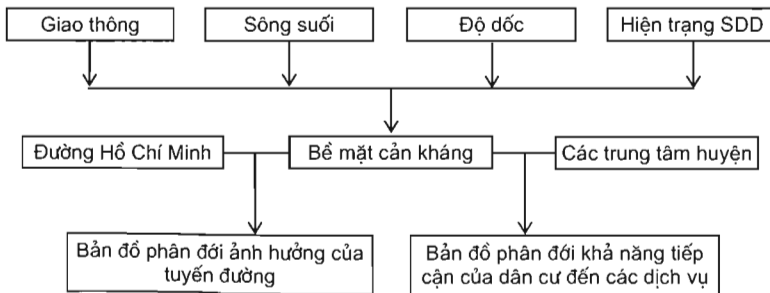 Giao thông
Sông suối
Độ dốc
Hiện trạng SDD
Đường Hồ Chí Minh
Bề mặt cản kháng
Các trung tâm huyện
Bản đồ phân đới ảnh hưởng của
tuyến đường
Bản đồ phân đới khả năng tiếp
cận của dân cư đến các dịch vụ